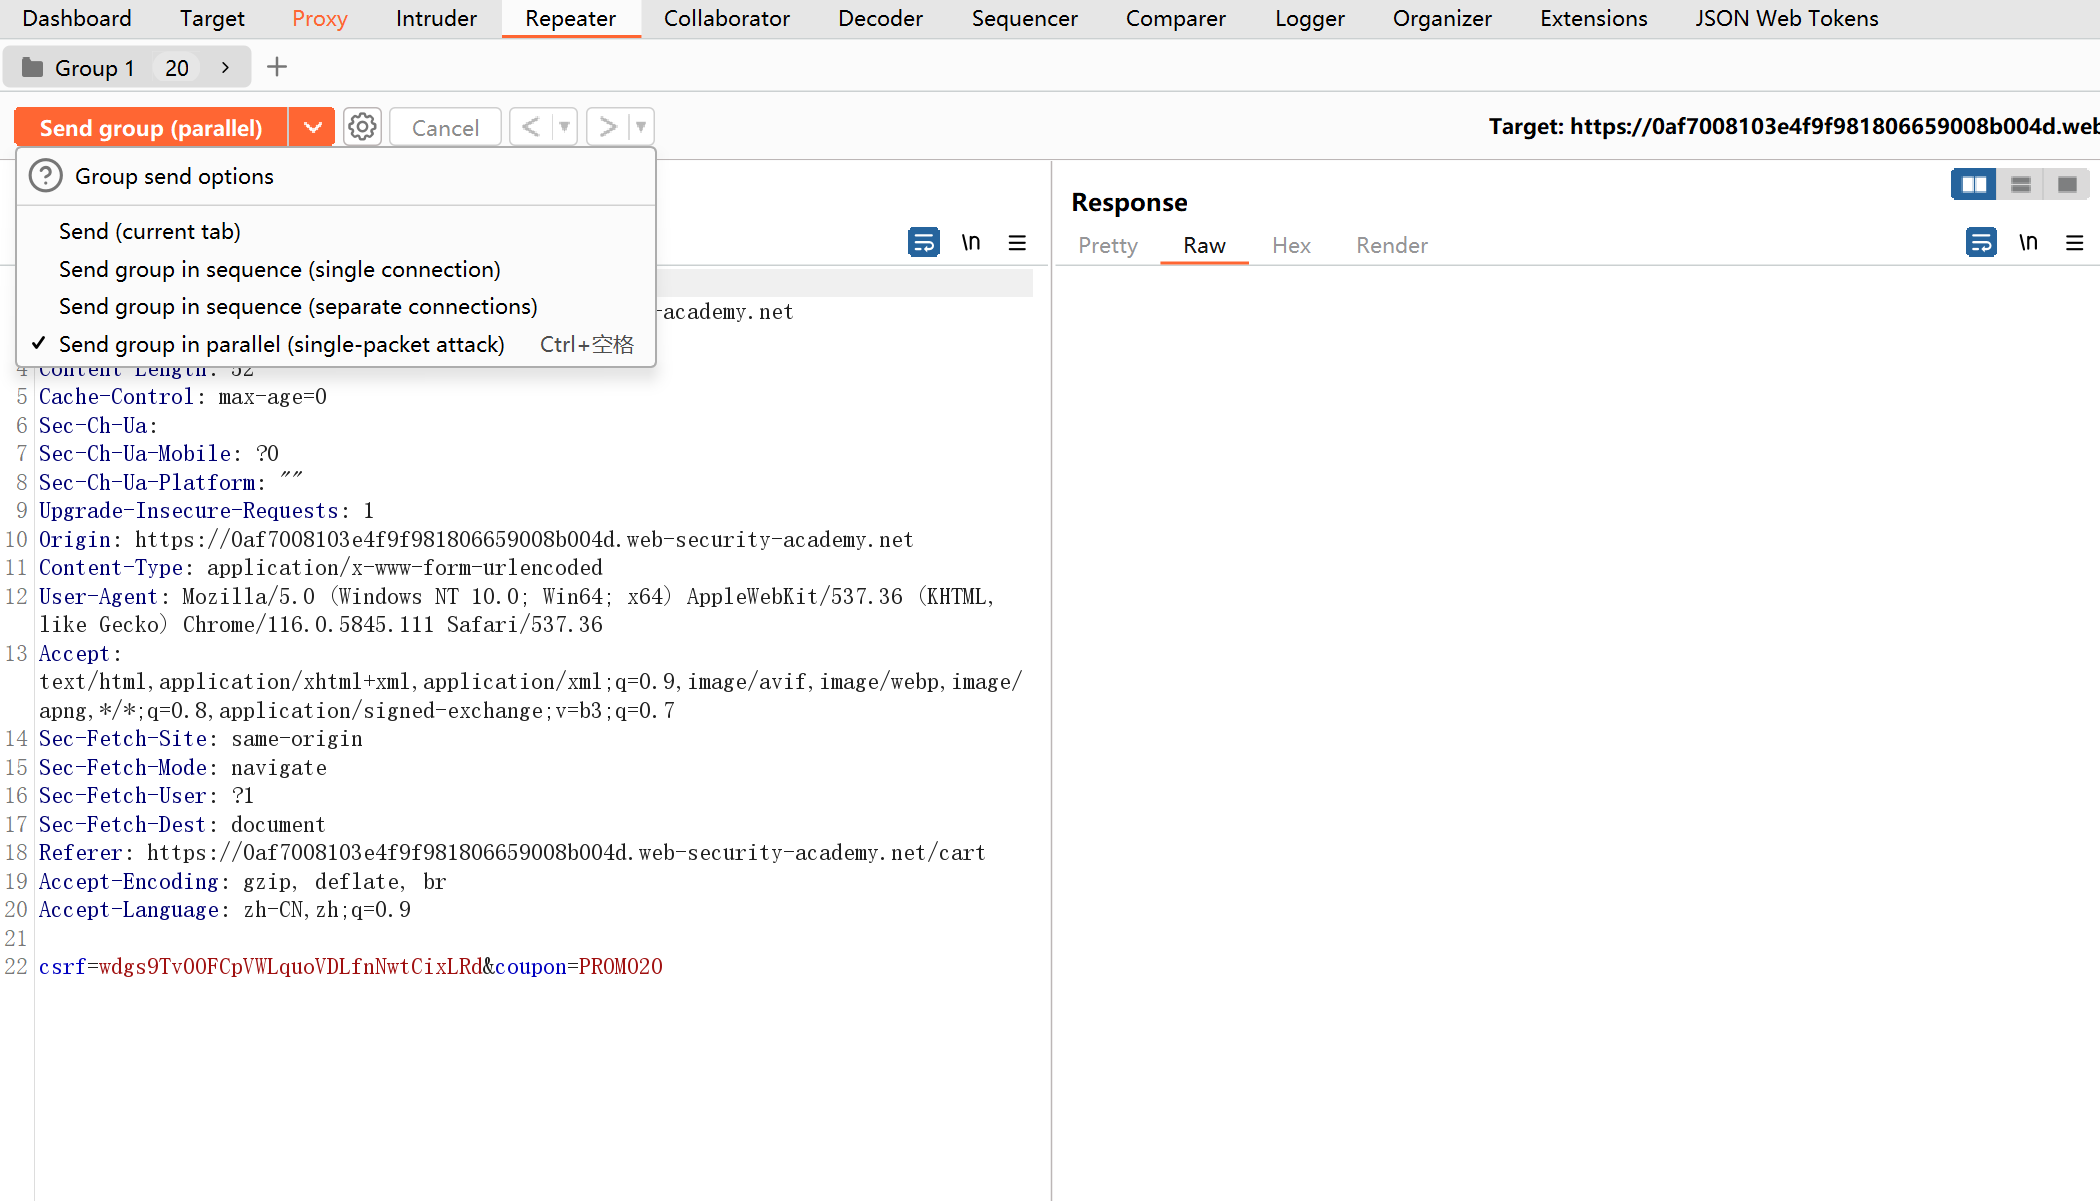 Dashboard Target Proxy Intruder Repeater Collaborator Decoder Sequencer Comparer Logger Organizer Extensions JSON Web Tokens
Group 1 20 > +
Send group (parallel) Cancel < >
Target: https://0af7008103e4f9f981806659008b004d.web
Group send options
Send (current tab)
Send group in sequence (single connection)
Send group in sequence (separate connections)
✓ Send group in parallel (single-packet attack) Ctrl+空格
\n
-academy.net
4 Content-Length: 52
5 Cache-Control: max-age=0
6 Sec-Ch-Ua:
7 Sec-Ch-Ua-Mobile: ?0
8 Sec-Ch-Ua-Platform: ""
9 Upgrade-Insecure-Requests: 1
10 Origin: https://0af7008103e4f9f981806659008b004d.web-security-academy.net
11 Content-Type: application/x-www-form-urlencoded
12 User-Agent: Mozilla/5.0 (Windows NT 10.0; Win64; x64) AppleWebKit/537.36 (KHTML,
like Gecko) Chrome/116.0.5845.111 Safari/537.36
13 Accept:
text/html,application/xhtml+xml,application/xml;q=0.9,image/avif,image/webp,image/
apng,*/*;q=0.8,application/signed-exchange;v=b3;q=0.7
14 Sec-Fetch-Site: same-origin
15 Sec-Fetch-Mode: navigate
16 Sec-Fetch-User: ?1
17 Sec-Fetch-Dest: document
18 Referer: https://0af7008103e4f9f981806659008b004d.web-security-academy.net/cart
19 Accept-Encoding: gzip, deflate, br
20 Accept-Language: zh-CN,zh;q=0.9
21
22 csrf=wdgs9Tv0OFCpVWLquoVDLfnNwtCixLRd&coupon=PROMO20
Response
Pretty Raw Hex Render
\n